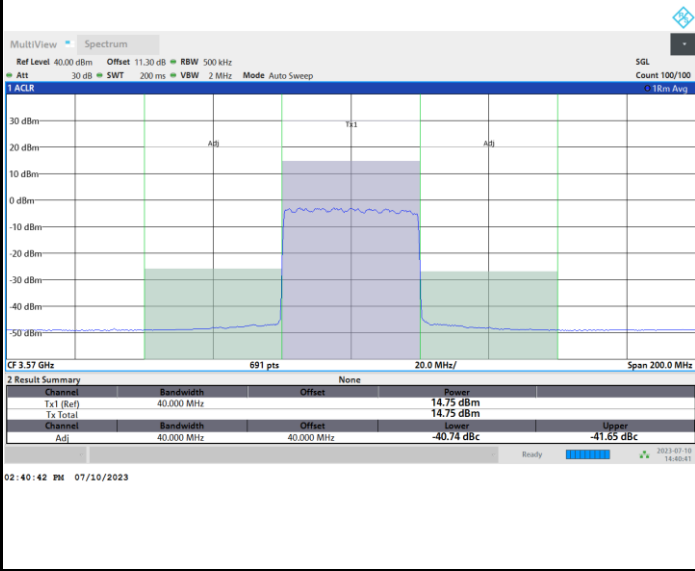 MultiView Spectrum
Ref Level 40.00 dBm Offset 11.30 dB RBW 500 kHz SGL
Att 30 dB SWT 200 ms VBW 2 MHz Mode Auto Sweep Count 100/100
1 ACLR 1Rm Avg
30 dBm
Tx1
20 dBm
Adj Adj
10 dBm
0 dBm
-10 dBm
-20 dBm
-30 dBm
-40 dBm
-50 dBm
CF 3.57 GHz 691 pts 20.0 MHz/ Span 200.0 MHz
2 Result Summary None
Channel Bandwidth Offset Power
Tx1 (Ref) 40.000 MHz 14.75 dBm
Tx Total 14.75 dBm
Channel Bandwidth Offset Lower Upper
Adj 40.000 MHz 40.000 MHz -40.74 dBc -41.65 dBc
Ready 2023-07-10
14:40:41
02:40:42 PM 07/10/2023